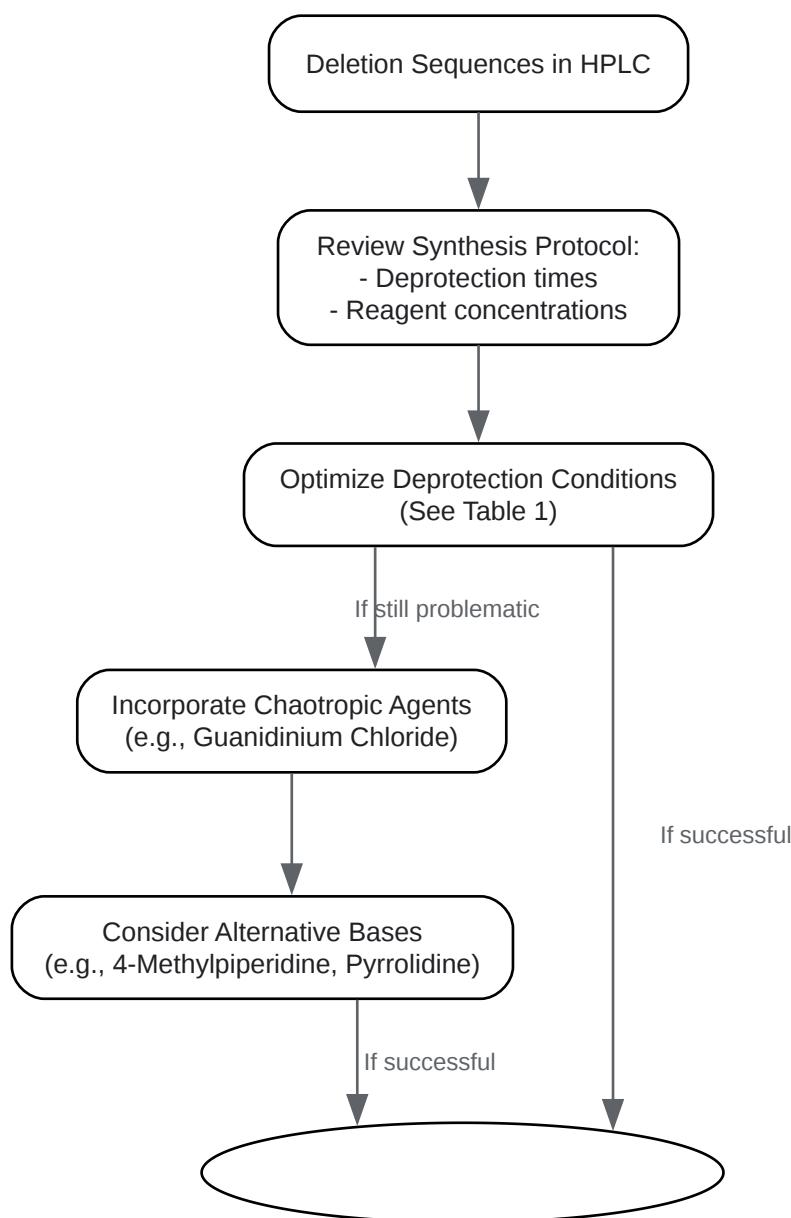 Deletion Sequences in HPLC
Review Synthesis Protocol:
- Deprotection times
- Reagent concentrations
Optimize Deprotection Conditions
(See Table 1)
If still problematic
Incorporate Chaotropic Agents
(e.g., Guanidinium Chloride)
If successful
Consider Alternative Bases
(e.g., 4-Methylpiperidine, Pyrrolidine)
If successful